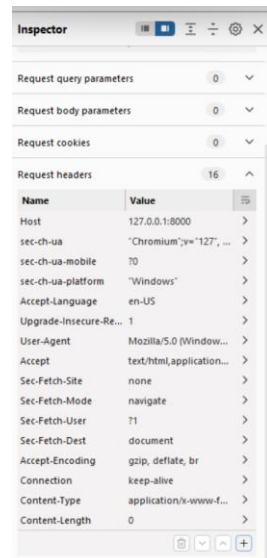 Inspector
Request query parameters 0
Request body parameters 0
Request cookies 0
Request headers 16
Name Value
Host 127.0.0.1:8000
sec-ch-ua "Chromium";v="127", ...
sec-ch-ua-mobile ?0
sec-ch-ua-platform "Windows"
Accept-Language en-US
Upgrade-Insecure-Re... 1
User-Agent Mozilla/5.0 (Window...
Accept text/html,application...
Sec-Fetch-Site none
Sec-Fetch-Mode navigate
Sec-Fetch-User ?1
Sec-Fetch-Dest document
Accept-Encoding gzip, deflate, br
Connection keep-alive
Content-Type application/x-www-f...
Content-Length 0